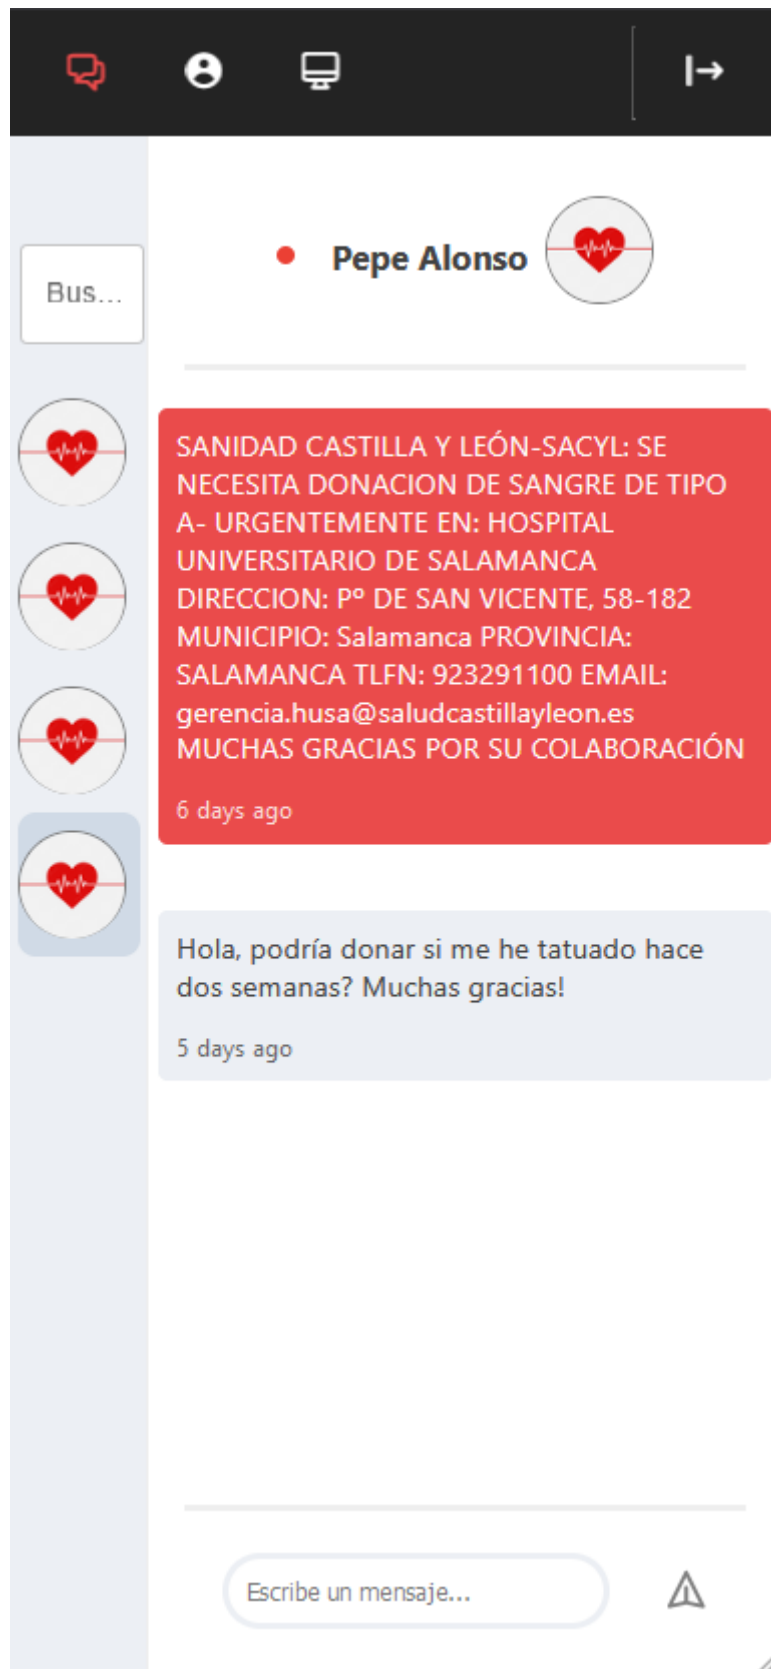 Pepe Alonso
Bus...
SANIDAD CASTILLA Y LEÓN-SACYL: SE
NECESITA DONACION DE SANGRE DE TIPO
A- URGENTEMENTE EN: HOSPITAL
UNIVERSITARIO DE SALAMANCA
DIRECCION: Pº DE SAN VICENTE, 58-182
MUNICIPIO: Salamanca PROVINCIA:
SALAMANCA TLFN: 923291100 EMAIL:
gerencia.husa@saludcastillayleon.es
MUCHAS GRACIAS POR SU COLABORACIÓN
6 days ago
Hola, podría donar si me he tatuado hace
dos semanas? Muchas gracias!
5 days ago
Escribe un mensaje...